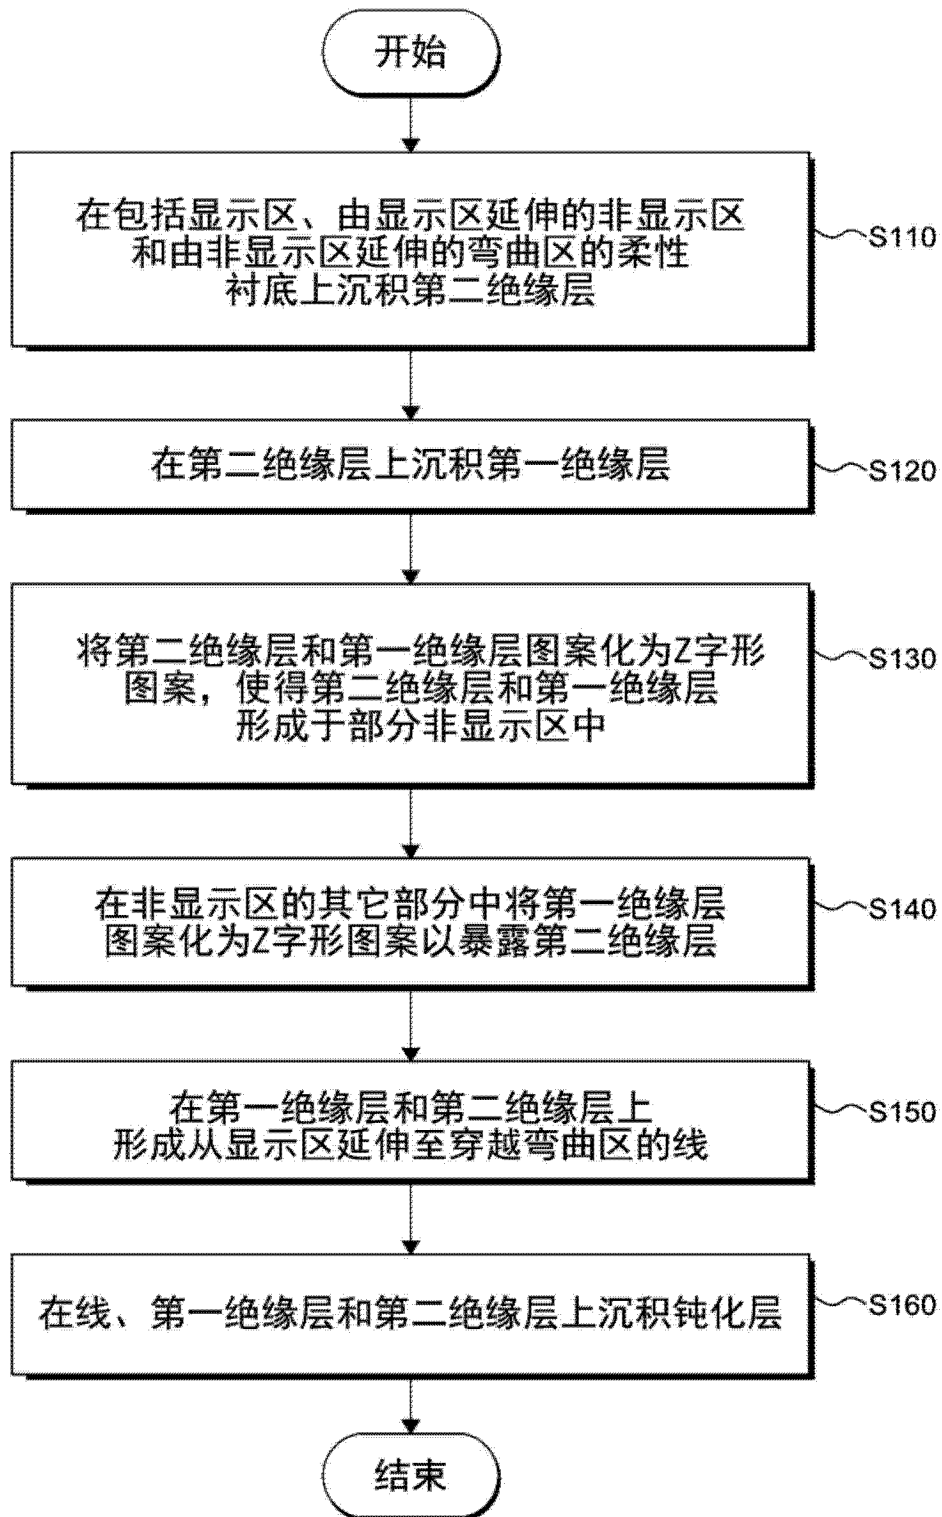 开始
在包括显示区、由显示区延伸的非显示区
和由非显示区延伸的弯曲区的柔性
衬底上沉积第二绝缘层
S110
在第二绝缘层上沉积第一绝缘层
S120
将第二绝缘层和第一绝缘层图案化为Z字形
图案，使得第二绝缘层和第一绝缘层
形成于部分非显示区中
S130
在非显示区的其它部分中将第一绝缘层
图案化为Z字形图案以暴露第二绝缘层
S140
在第一绝缘层和第二绝缘层上
形成从显示区延伸至穿越弯曲区的线
S150
在线、第一绝缘层和第二绝缘层上沉积钝化层
S160
结束